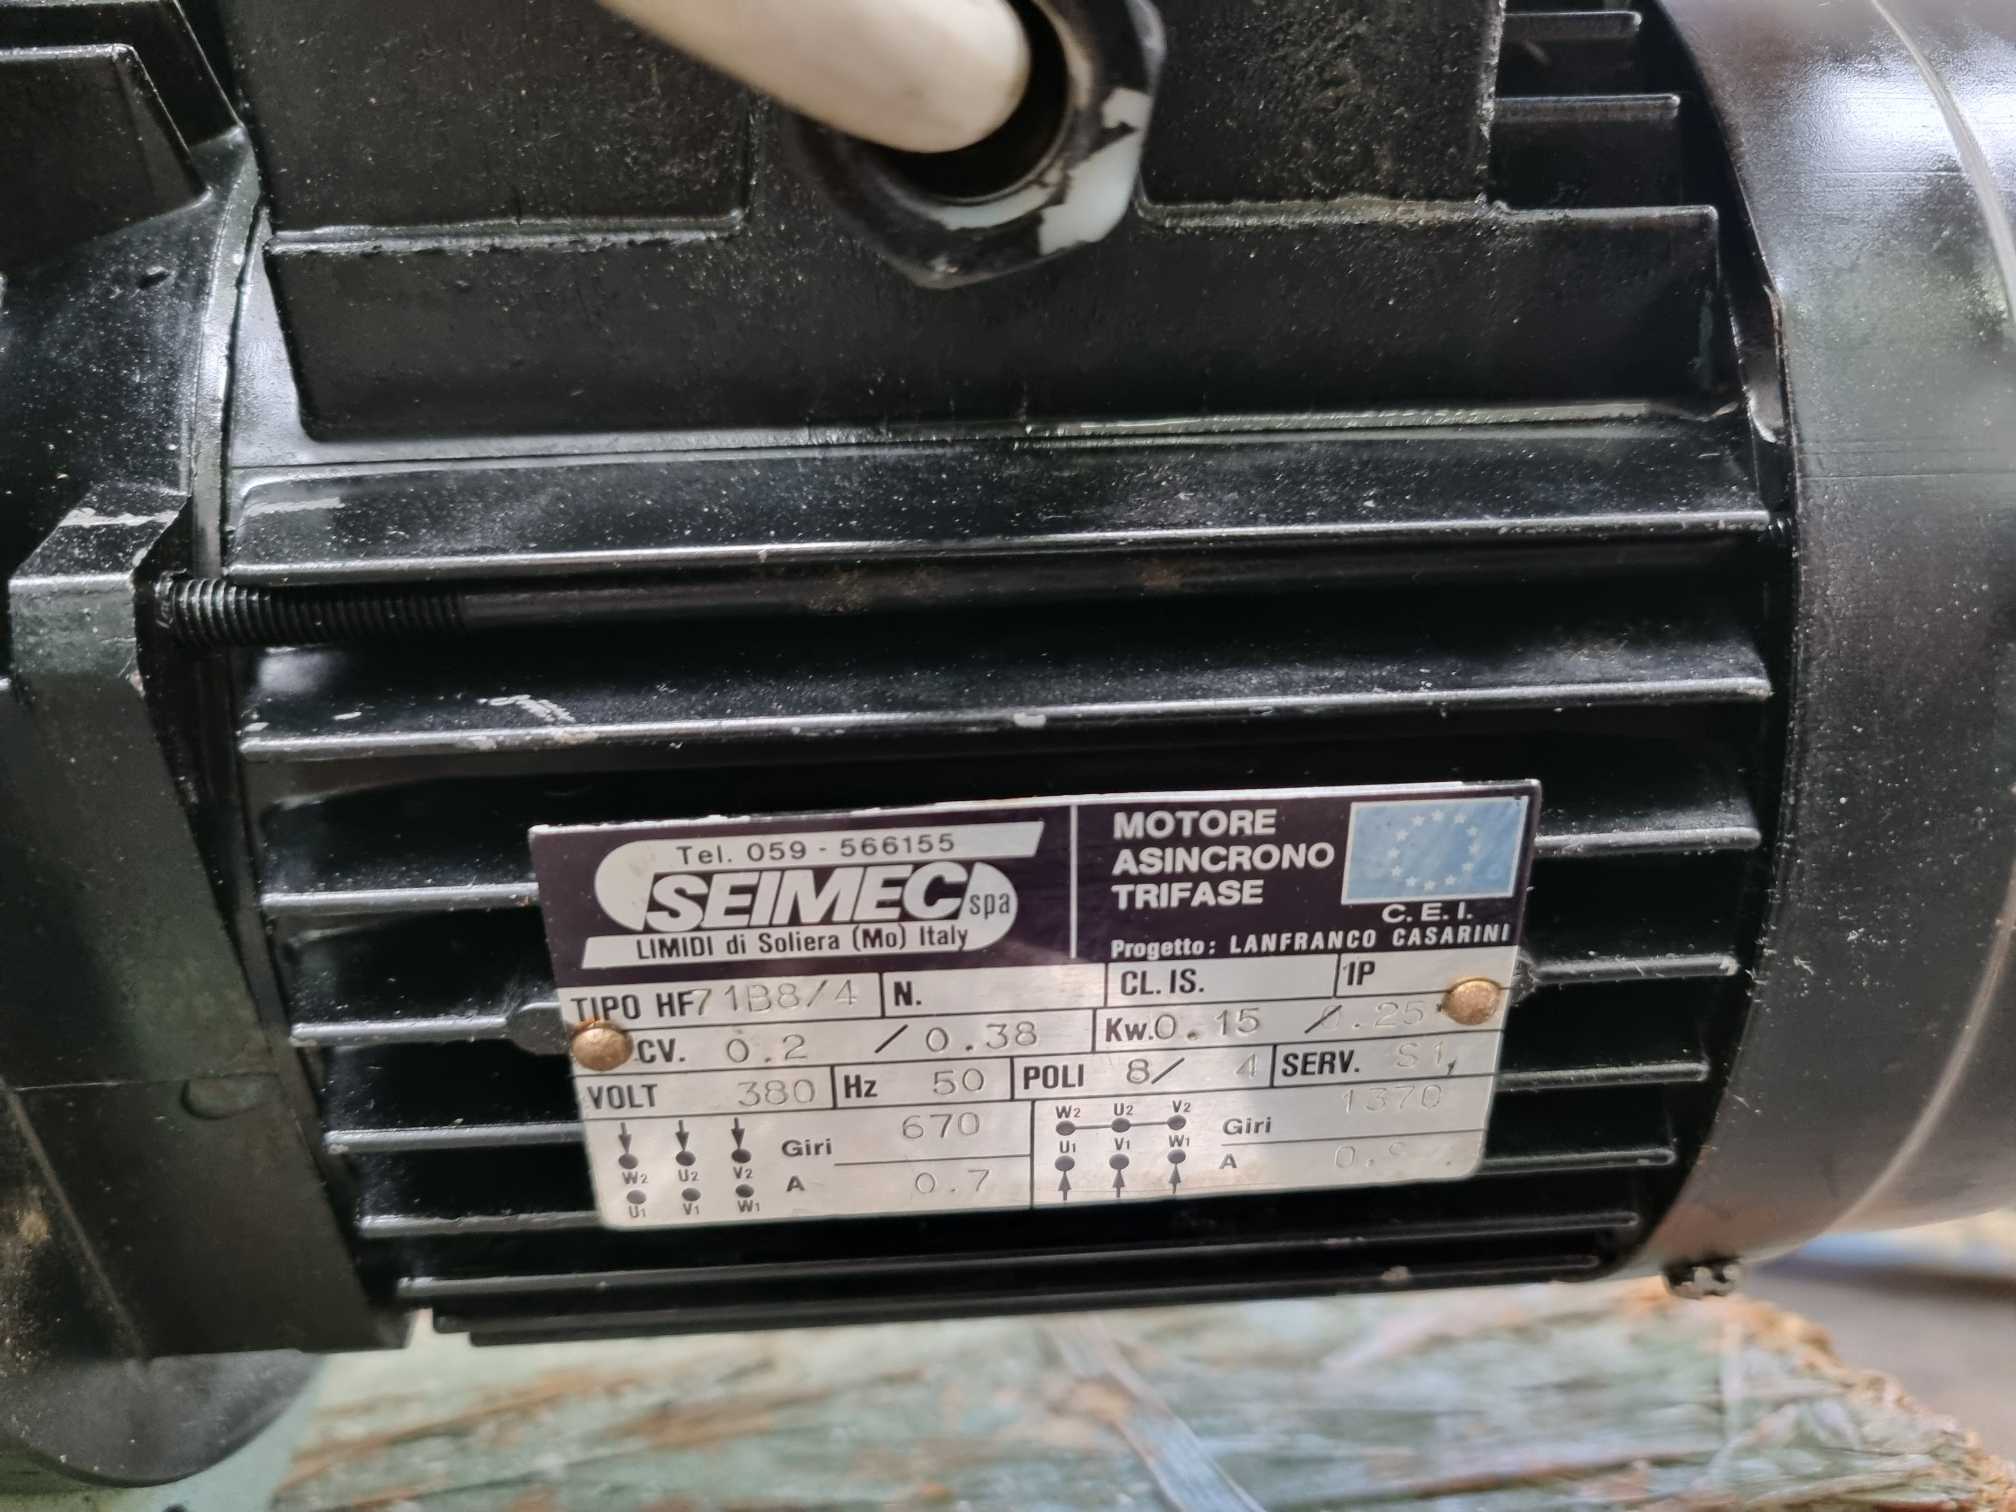 Tel. 059 - 566155
SEIMEC spa
LIMIDI di Soliera (Mo) Italy
MOTORE
ASINCRONO
TRIFASE
C.E.I.
Progetto: LANFRANCO CASARINI
TIPO HF71B8/4 N. CL. IS. IP
CV. 0.2 / 0.38 Kw. 0.15 / .25
VOLT 380 Hz 50 POLI 8/ 4 SERV. S1,
W2 U2 V2
U1 V1 W1
Giri 670
A 0.7
W2 U2 V2
U1 V1 W1
Giri 1370
A